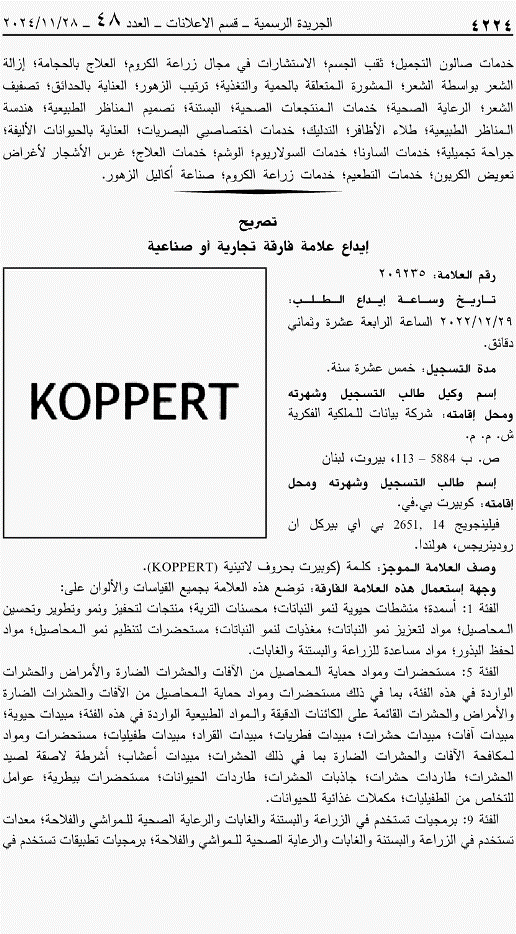 ٤٢٢٤ الجريدة الرسمية ـ قسم الاعلانات ـ العدد ٤٨ ـ ٢٠٢٤/١١/٢٨
خدمات صالون التجميل؛ ثقب الجسم؛ الاستشارات في مجال زراعة الكروم؛ العلاج بالحجامة؛ إزالة
الشعر بواسطة الشعر؛ المشورة المتعلقة بالحمية والتغذية؛ ترتيب الزهور؛ العناية بالحدائق؛ تصفيف
الشعر؛ الرعاية الصحية؛ خدمات المنتجعات الصحية؛ البستنة؛ تصميم المناظر الطبيعية؛ هندسة
المناظر الطبيعية؛ طلاء الأظافر؛ التدليك؛ خدمات اختصاصيي البصريات؛ العناية بالحيوانات الأليفة؛
جراحة تجميلية؛ خدمات الساونا؛ خدمات السولاريوم؛ الوشم؛ خدمات العلاج؛ غرس الأشجار لأغراض
تعويض الكربون؛ خدمات التطعيم؛ خدمات زراعة الكروم؛ صناعة أكاليل الزهور.
تصريح
إيداع علامة فارقة تجارية أو صناعية
رقم العلامة: ٢٠٩٢٣٥
تاريخ وساعة إيداع الطلب:
٢٠٢٢/١٢/٢٩ الساعة الرابعة عشرة وثماني
دقائق.
مدة التسجيل: خمس عشرة سنة.
إسم وكيل طالب التسجيل وشهرته
ومحل إقامته: شركة بيانات للملكية الفكرية
ش. م. م.
ص. ب 5884 – 113، بيروت، لبنان
إسم طالب التسجيل وشهرته ومحل
إقامته: كوبيرت بي.في.
فيلينجويج 14 ,2651 بي اي بيركل ان
رودينريجس، هولندا.
KOPPERT
وصف العلامة الموجز: كلمة (كوبيرت بحروف لاتينية (KOPPERT).
وجهة إستعمال هذه العلامة الفارقة: توضع هذه العلامة بجميع القياسات والألوان على:
الفئة 1: أسمدة؛ منشطات حيوية لنمو النباتات؛ محسنات التربة؛ منتجات لتحفيز ونمو وتطوير وتحسين
المحاصيل؛ مواد لتعزيز نمو النباتات؛ مغذيات لنمو النباتات؛ مستحضرات لتنظيم نمو المحاصيل؛ مواد
لحفظ البذور؛ مواد مساعدة للزراعة والبستنة والغابات.
الفئة 5: مستحضرات ومواد حماية المحاصيل من الآفات والحشرات الضارة والأمراض والحشرات
الواردة في هذه الفئة، بما في ذلك مستحضرات ومواد حماية المحاصيل من الآفات والحشرات الضارة
والأمراض والحشرات القائمة على الكائنات الدقيقة والمواد الطبيعية الواردة في هذه الفئة؛ مبيدات حيوية؛
مبيدات آفات؛ مبيدات حشرات؛ مبيدات فطريات؛ مبيدات القراد؛ مبيدات طفيليات؛ مستحضرات ومواد
لمكافحة الآفات والحشرات الضارة بما في ذلك الحشرات؛ مبيدات أعشاب؛ أشرطة لاصقة لصيد
الحشرات؛ طاردات حشرات؛ جاذبات الحشرات؛ طاردات الحيوانات؛ مستحضرات بيطرية؛ عوامل
للتخلص من الطفيليات؛ مكملات غذائية للحيوانات.
الفئة 9: برمجيات تستخدم في الزراعة والبستنة والغابات والرعاية الصحية للمواشي والفلاحة؛ معدات
تستخدم في الزراعة والبستنة والغابات والرعاية الصحية للمواشي والفلاحة؛ برمجيات تطبيقات تستخدم في